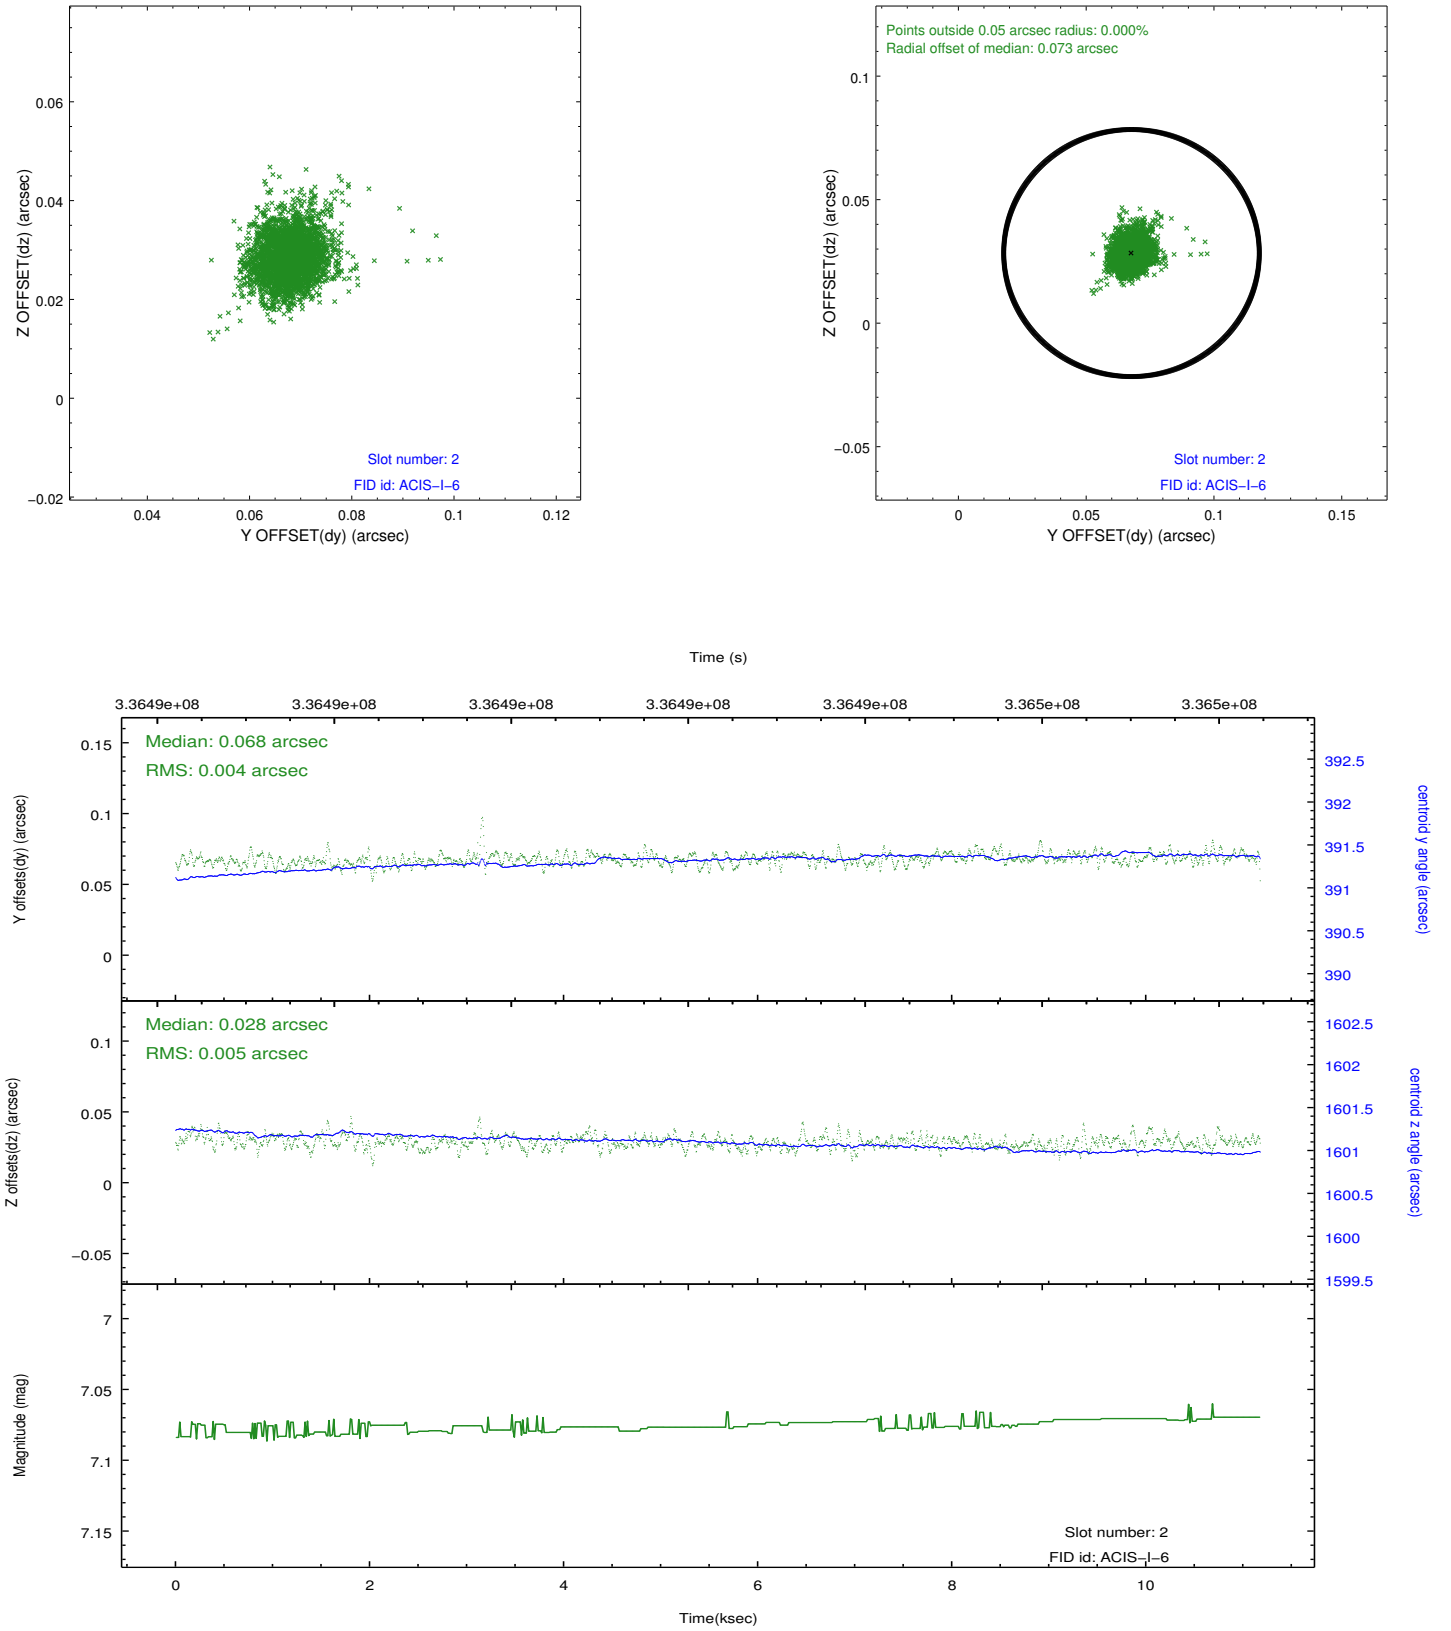 0.06
0.04
0.02
0
−0.02
Z OFFSET(dz) (arcsec)
Slot number: 2
FID id: ACIS−I−6
0.04 0.06 0.08 0.1 0.12
Y OFFSET(dy) (arcsec)
Points outside 0.05 arcsec radius: 0.000%
Radial offset of median: 0.073 arcsec
0.1
0.05
0
−0.05
Z OFFSET(dz) (arcsec)
Slot number: 2
FID id: ACIS−I−6
0 0.05 0.1 0.15
Y OFFSET(dy) (arcsec)
Time (s)
3.3649e+08 3.3649e+08 3.3649e+08 3.3649e+08 3.3649e+08 3.365e+08 3.365e+08
Median: 0.068 arcsec
RMS: 0.004 arcsec
0.15
0.1
0.05
0
Y offsets(dy) (arcsec)
392.5
392
391.5
391
390.5
390
centroid y angle (arcsec)
Median: 0.028 arcsec
RMS: 0.005 arcsec
0.1
0.05
0
−0.05
Z offsets(dz) (arcsec)
1602.5
1602
1601.5
1601
1600.5
1600
1599.5
centroid z angle (arcsec)
7
7.05
7.1
7.15
Magnitude (mag)
Slot number: 2
FID id: ACIS−I−6
0 2 4 6 8 10
Time(ksec)